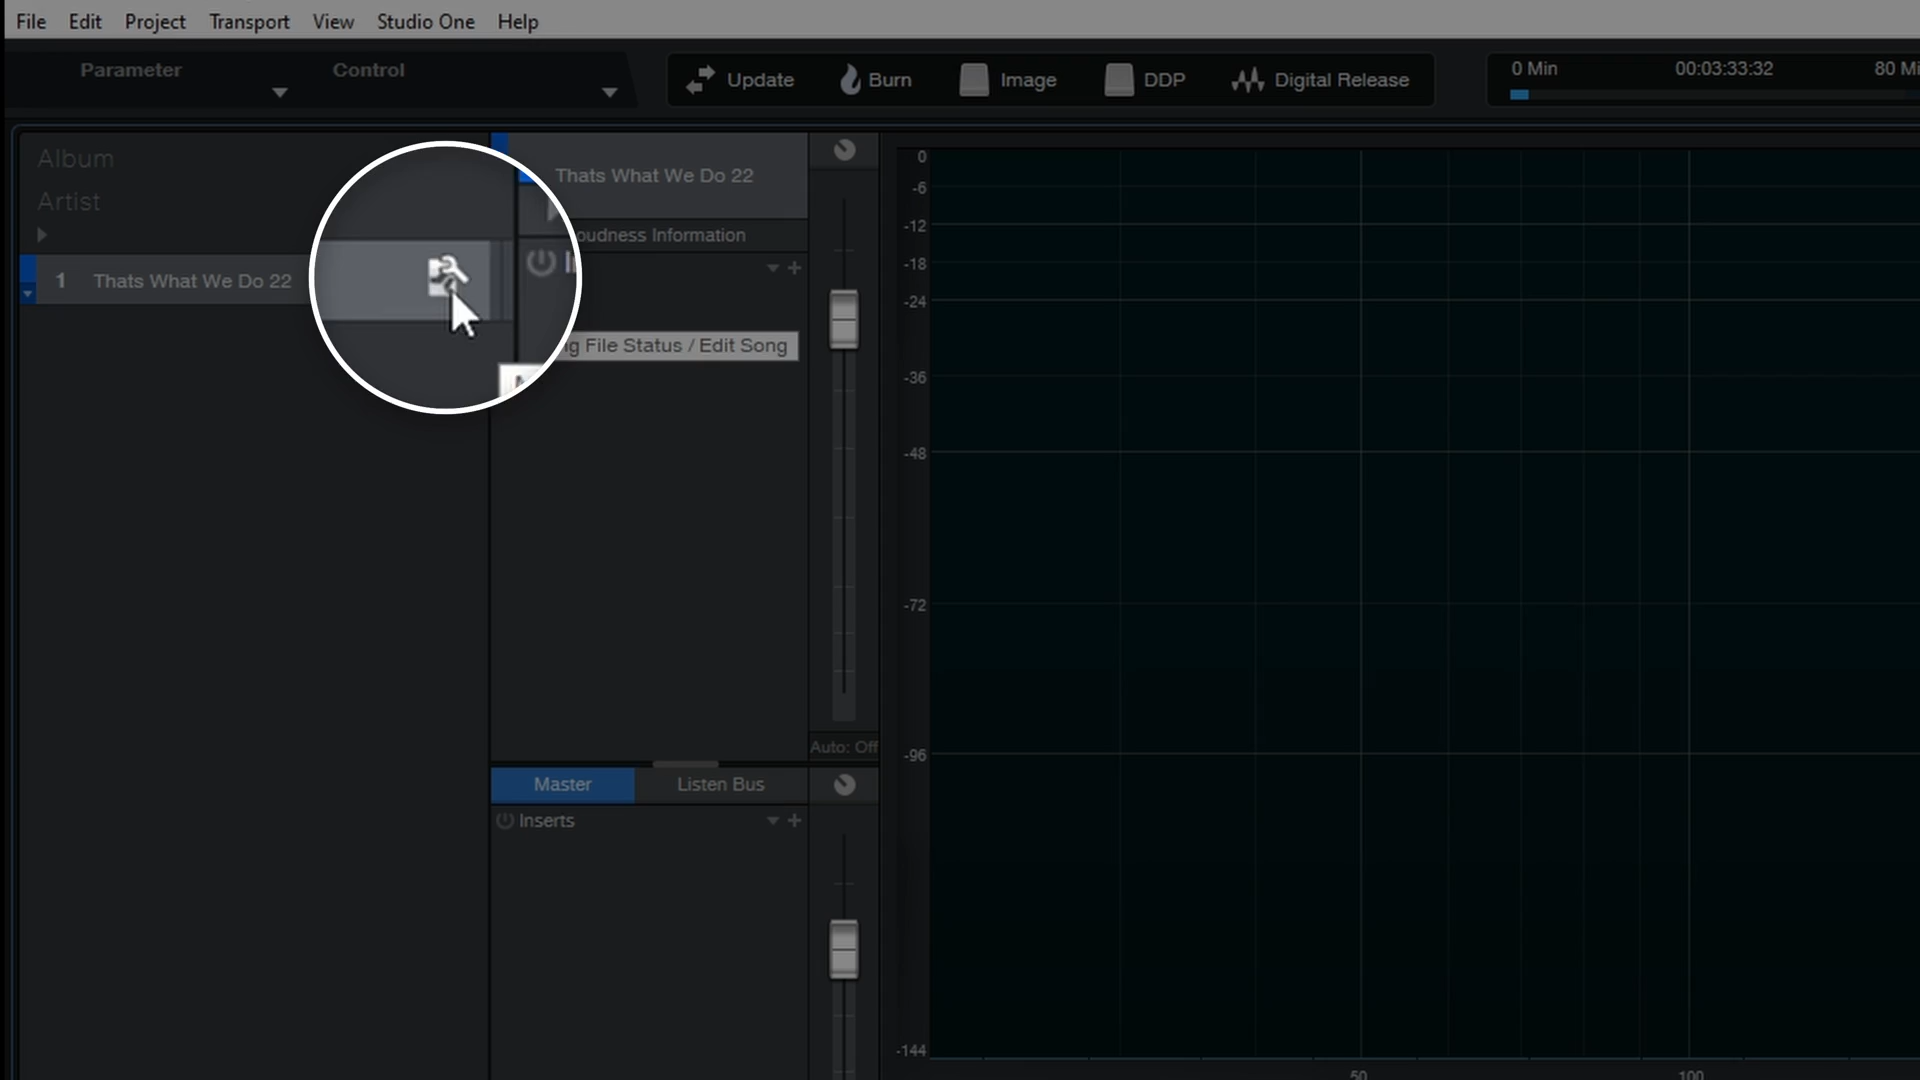 File Edit Project Transport View Studio One Help
Parameter Control Update Burn Image DDP Digital Release 0 Min 00:03:33:32
Album
Artist
1 Thats What We Do 22
Thats What We Do 22
Information
File Status / Edit Song
Auto: Off
Master Listen Bus
Inserts
0
-6
-12
-18
-24
-36
-48
-72
-96
-144
50 100